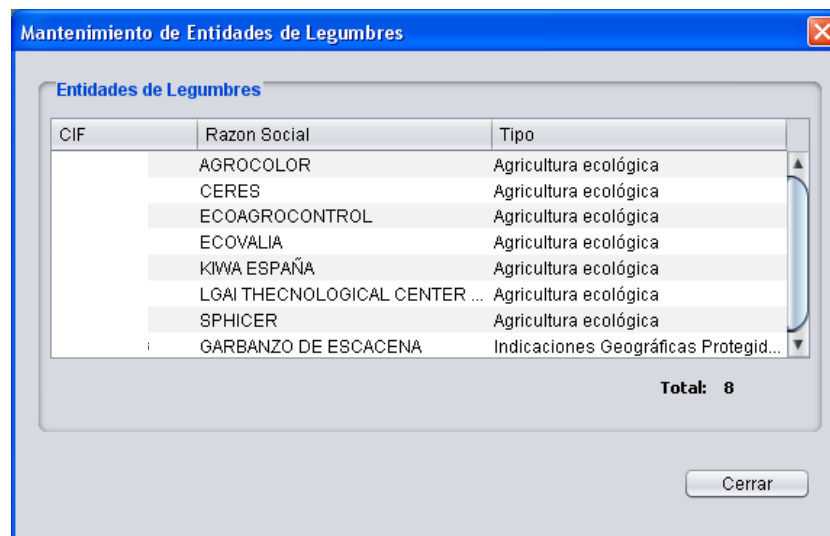 Mantenimiento de Entidades de Legumbres
Entidades de Legumbres
CIF Razon Social Tipo
AGROCOLOR Agricultura ecológica
CERES Agricultura ecológica
ECOAGROCONTROL Agricultura ecológica
ECOVALIA Agricultura ecológica
KIWA ESPAÑA Agricultura ecológica
LGAI THECNOLOGICAL CENTER ... Agricultura ecológica
SPHICER Agricultura ecológica
GARBANZO DE ESCACENA Indicaciones Geográficas Protegid...
Total: 8
Cerrar